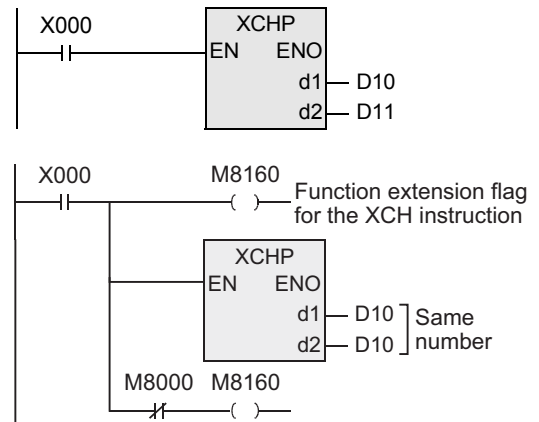 X000
XCHP
EN ENO
d1 D10
d2 D11
X000
M8160
Function extension flag
for the XCH instruction
XCHP
EN ENO
d1 D10
d2 D10
Same
number
M8000 M8160